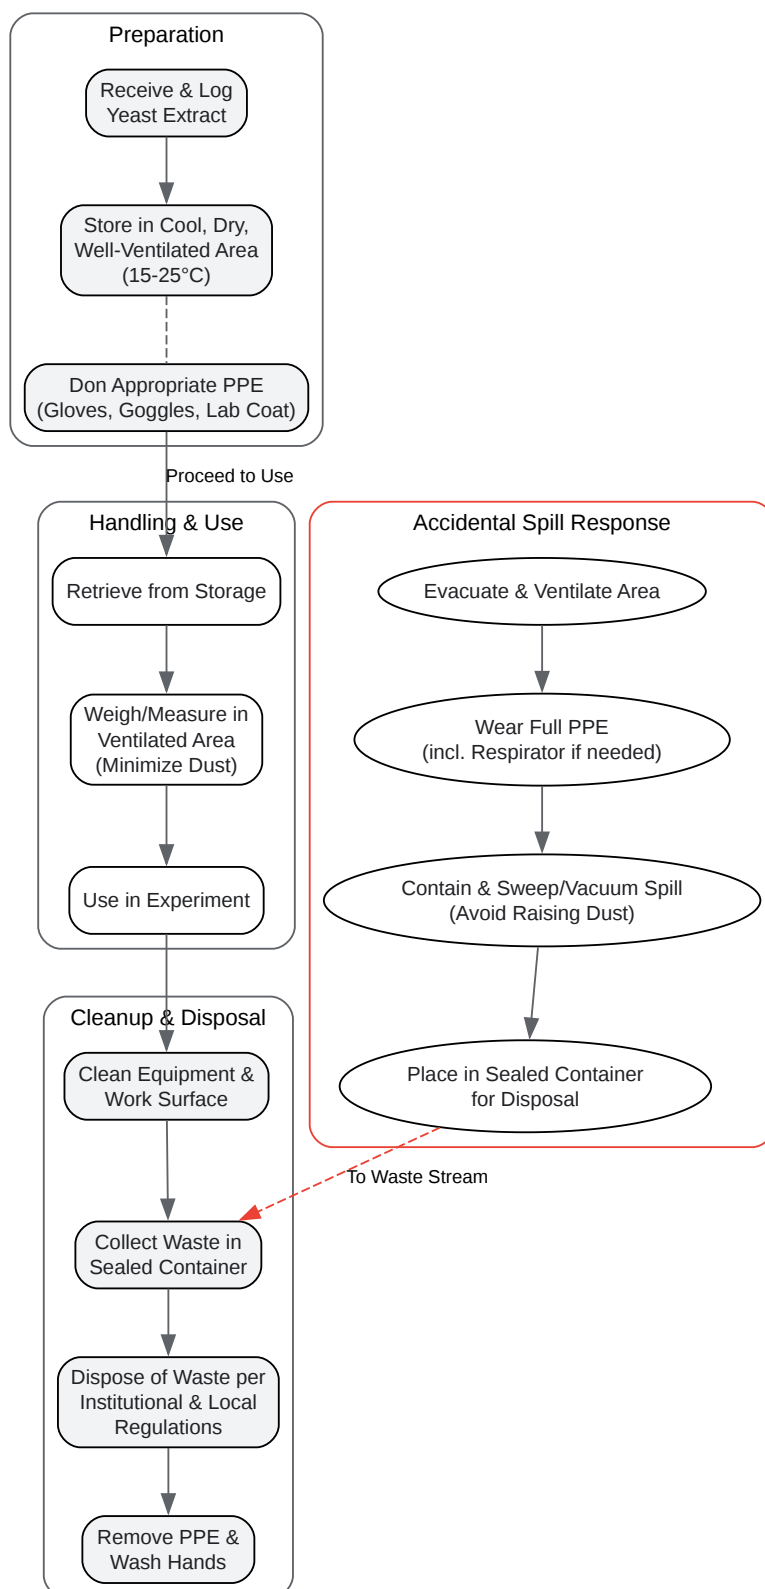 Preparation
Receive & Log
Yeast Extract
Store in Cool, Dry,
Well-Ventilated Area
(15-25°C)
Don Appropriate PPE
(Gloves, Goggles, Lab Coat)
Proceed to Use
Handling & Use
Retrieve from Storage
Weigh/Measure in
Ventilated Area
(Minimize Dust)
Use in Experiment
Accidental Spill Response
Evacuate & Ventilate Area
Wear Full PPE
(incl. Respirator if needed)
Contain & Sweep/Vacuum Spill
(Avoid Raising Dust)
Place in Sealed Container
for Disposal
To Waste Stream
Cleanup & Disposal
Clean Equipment &
Work Surface
Collect Waste in
Sealed Container
Dispose of Waste per
Institutional & Local
Regulations
Remove PPE &
Wash Hands